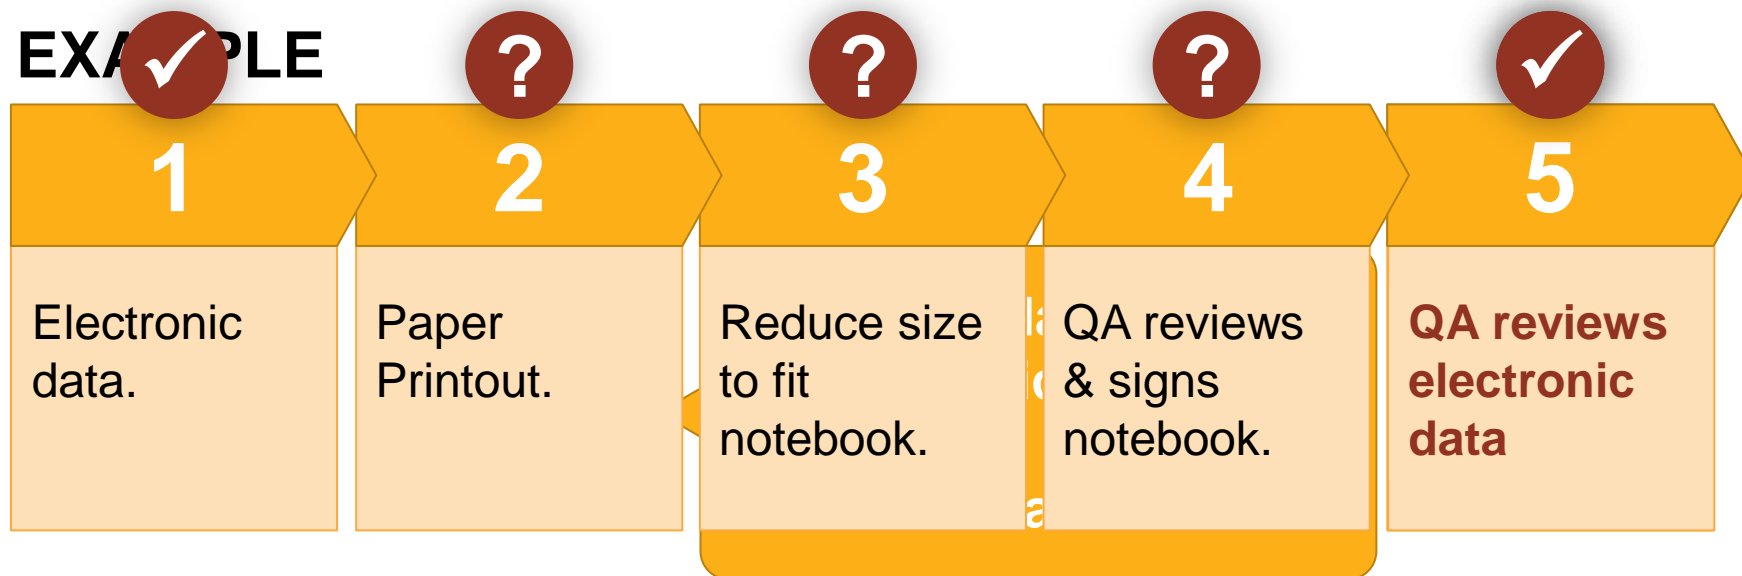 EXAMPLE
?
?
?
1
2
3
4
5
Electronic
data.
Paper
Printout.
Reduce size
to fit
notebook.
QA reviews
& signs
notebook.
QA reviews
electronic
data